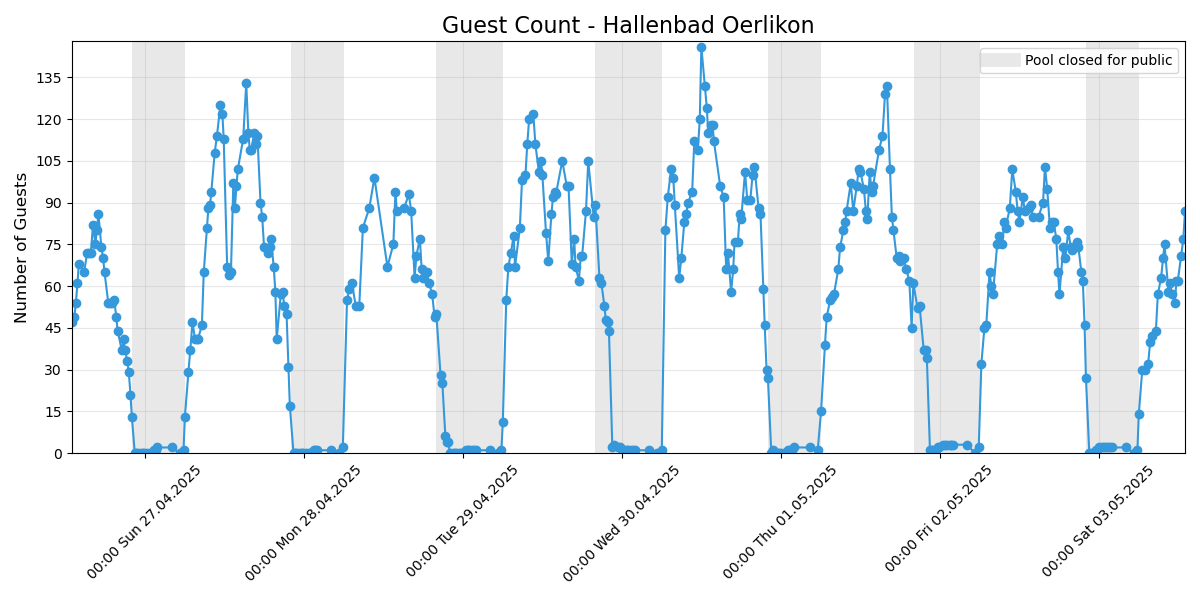 Guest Count - Hallenbad Oerlikon
Pool closed for public
Number of Guests
135
120
105
90
75
60
45
30
15
0
00:00 Sun 27.04.2025
00:00 Mon 28.04.2025
00:00 Tue 29.04.2025
00:00 Wed 30.04.2025
00:00 Thu 01.05.2025
00:00 Fri 02.05.2025
00:00 Sat 03.05.2025